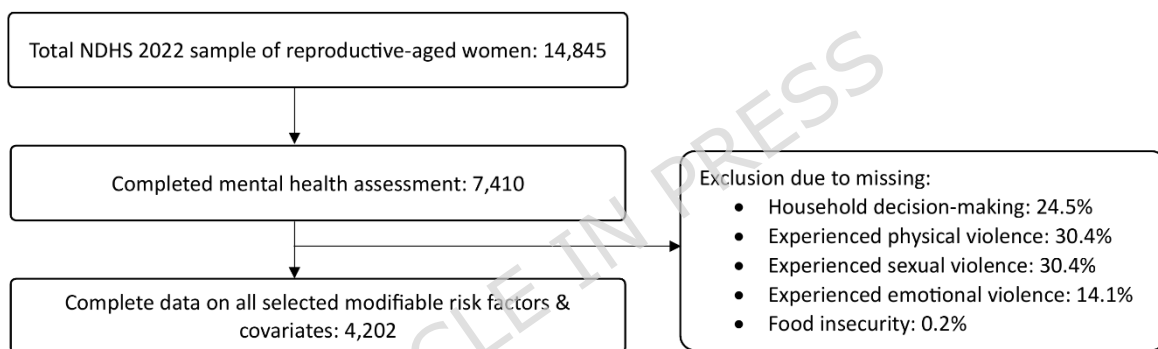 Total NDHS 2022 sample of reproductive-aged women: 14,845
Completed mental health assessment: 7,410
Exclusion due to missing:
• Household decision-making: 24.5%
• Experienced physical violence: 30.4%
• Experienced sexual violence: 30.4%
• Experienced emotional violence: 14.1%
• Food insecurity: 0.2%
Complete data on all selected modifiable risk factors &
covariates: 4,202
CLE IN PRESS